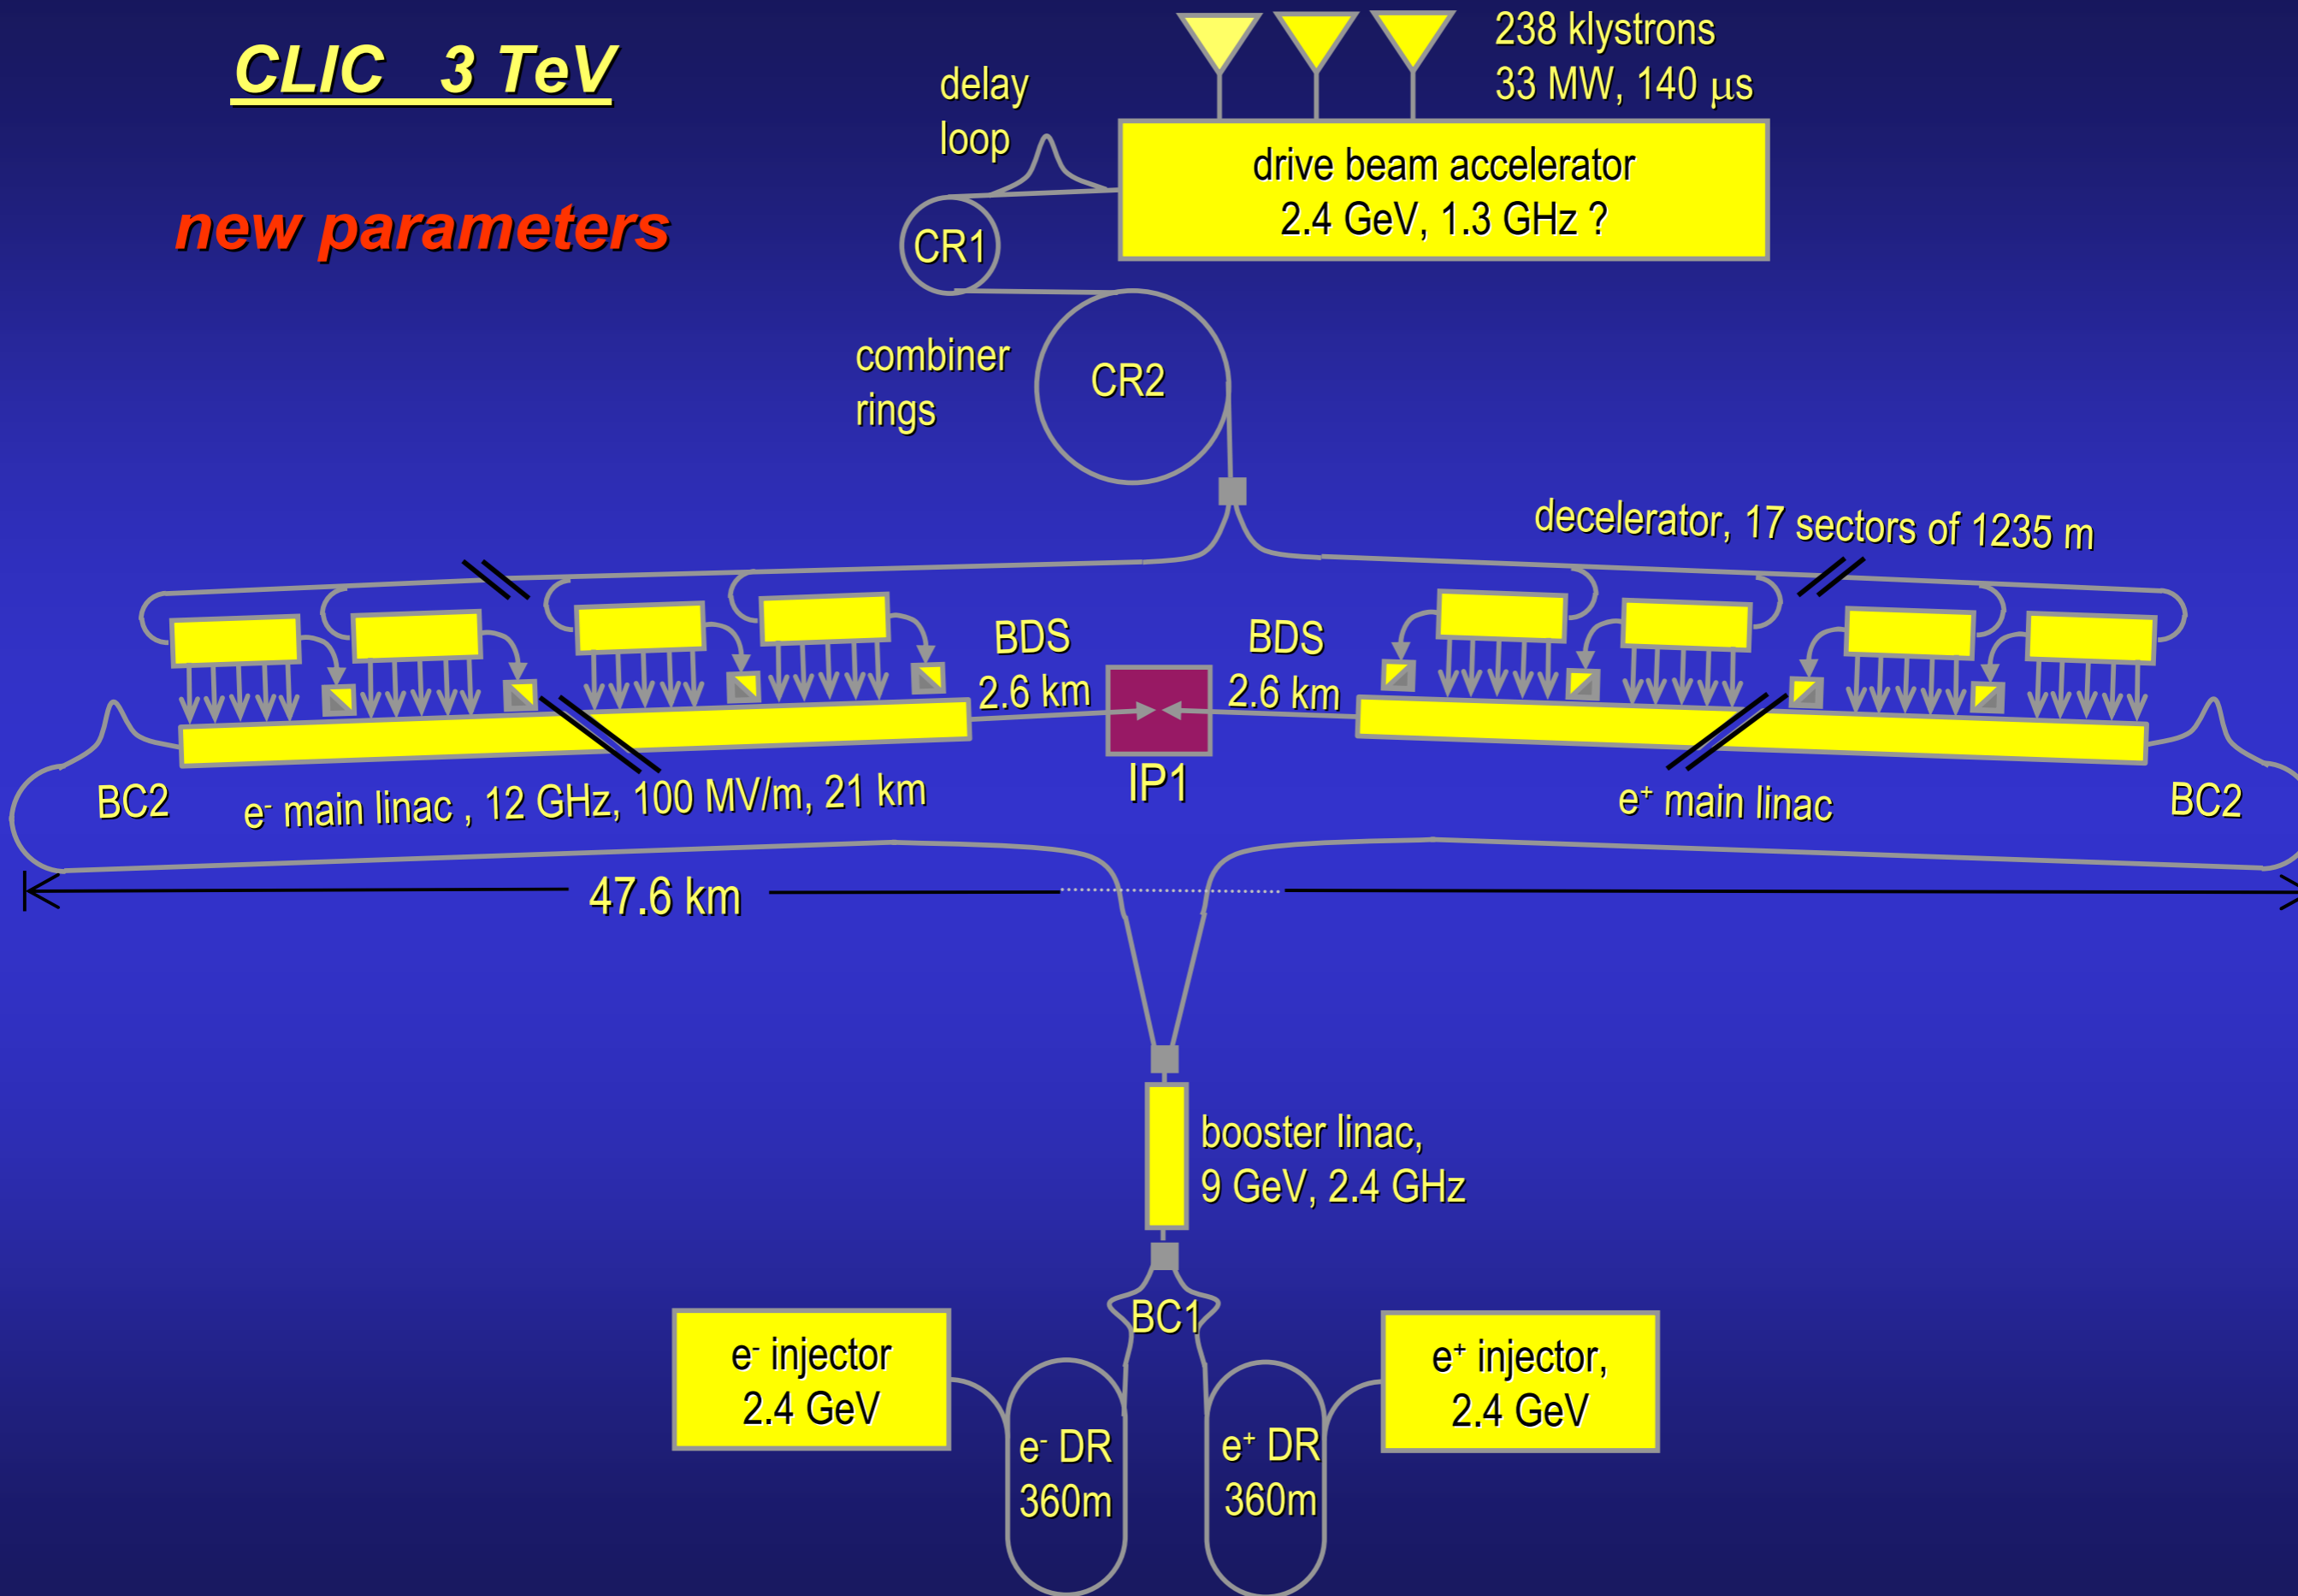 CLIC   3 TeV
new parameters
238 klystrons
33 MW, 140 μs
delay
loop
drive beam accelerator
2.4 GeV, 1.3 GHz ?
CR1
combiner
rings
CR2
decelerator, 17 sectors of 1235 m
BDS
2.6 km
BDS
2.6 km
IP1
BC2
e⁻ main linac , 12 GHz, 100 MV/m, 21 km
e⁺ main linac
BC2
47.6 km
booster linac,
9 GeV, 2.4 GHz
BC1
e⁻ injector
2.4 GeV
e⁺ injector,
2.4 GeV
e⁻ DR
360m
e⁺ DR
360m